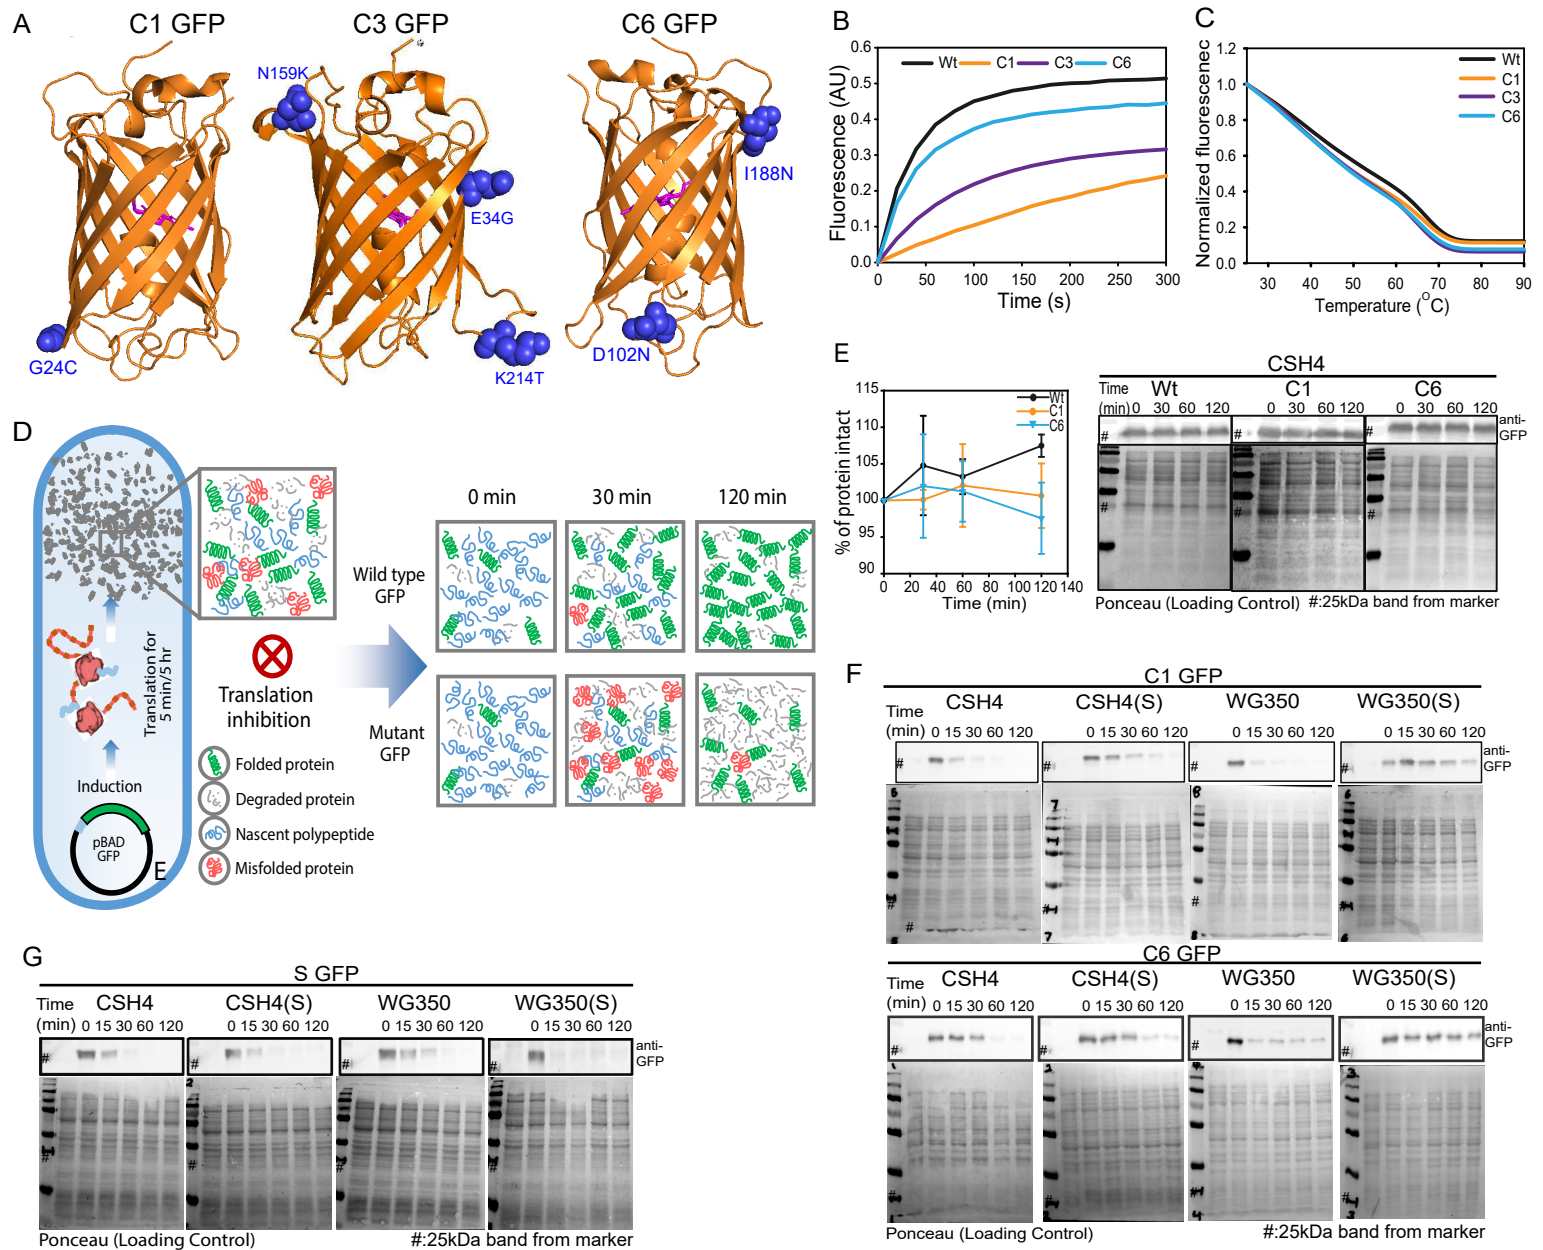 A
C1 GFP
C3 GFP
C6 GFP
N159K
E34G
K214T
G24C
I188N
D102N
B
Fluorescence (AU)
0.6
0.5
0.4
0.3
0.2
0.1
0.0
Wt C1 C3 C6
0 50 100 150 200 250 300
Time (s)
C
Normalized fluorescenec
1.2
1.0
0.8
0.6
0.4
0.2
0.0
Wt
C1
C3
C6
30 40 50 60 70 80 90
Temperature (°C)
D
Translation for
5 min/5 hr
Induction
pBAD
GFP
E
Translation
inhibition
Folded protein
Degraded protein
Nascent polypeptide
Misfolded protein
0 min 30 min 120 min
Wild type
GFP
Mutant
GFP
E
% of protein intact
115
110
105
100
95
90
Wt
C1
C6
0 20 40 60 80 100 120 140
Time (min)
CSH4
Time
(min)
Wt C1 C6
0 30 60 120 0 30 60 120 0 30 60 120
# # #
anti-
GFP
# # #
Ponceau (Loading Control) #:25kDa band from marker
F
C1 GFP
Time
(min)
CSH4 CSH4(S) WG350 WG350(S)
0 15 30 60 120 0 15 30 60 120 0 15 30 60 120 0 15 30 60 120
# # # #
anti-
GFP
5 7 8 6
# # # #
#
6 7 8 6
C6 GFP
Time
(min)
CSH4 CSH4(S) WG350 WG350(S)
0 15 30 60 120 0 15 30 60 120 0 15 30 60 120 0 15 30 60 120
# # # #
anti-
GFP
# # #
Ponceau (Loading Control) #:25kDa band from marker
G
S GFP
Time
(min)
CSH4 CSH4(S) WG350 WG350(S)
0 15 30 60 120 0 15 30 60 120 0 15 30 60 120 0 15 30 60 120
# # # #
anti-
GFP
# # # #
Ponceau (Loading Control) #:25kDa band from marker